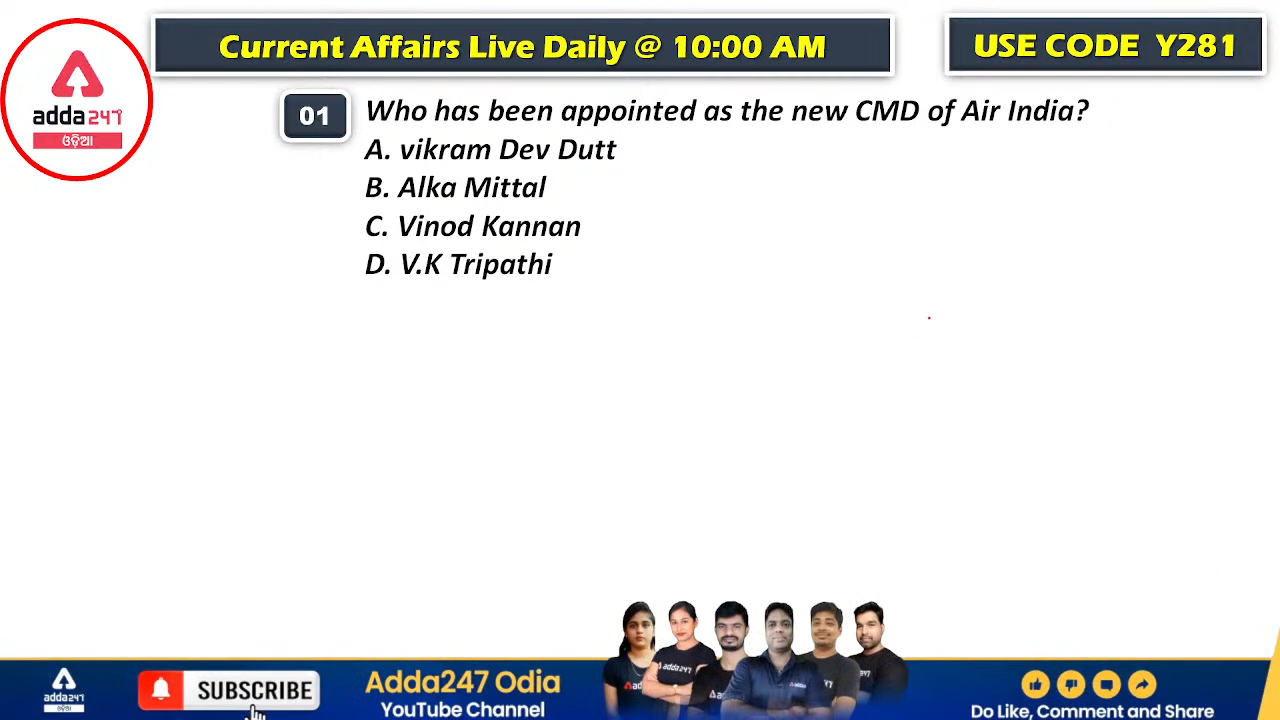 Current Affairs Live Daily @ 10:00 AM
USE CODE Y281
adda247
ଓଡ଼ିଆ
01
Who has been appointed as the new CMD of Air India?
A. vikram Dev Dutt
B. Alka Mittal
C. Vinod Kannan
D. V.K Tripathi
adda247
ଓଡ଼ିଆ
SUBSCRIBE
Adda247 Odia
YouTube Channel
adda247
Do Like, Comment and Share